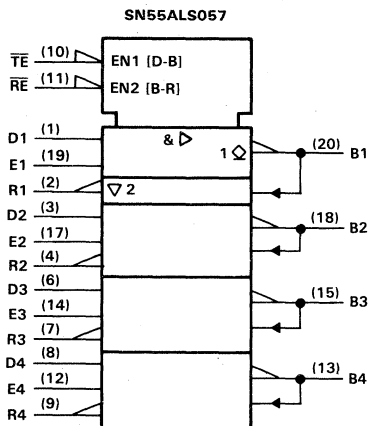 SN55ALS057
TE (10) EN1 [D-B]
RE (11) EN2 [B-R]
D1 (1) & ▷ 1 ◇ (20) B1
E1 (19)
R1 (2) ▽ 2
D2 (3) (18) B2
E2 (17)
R2 (4)
D3 (6) (15) B3
E3 (14)
R3 (7)
D4 (8) (13) B4
E4 (12)
R4 (9)